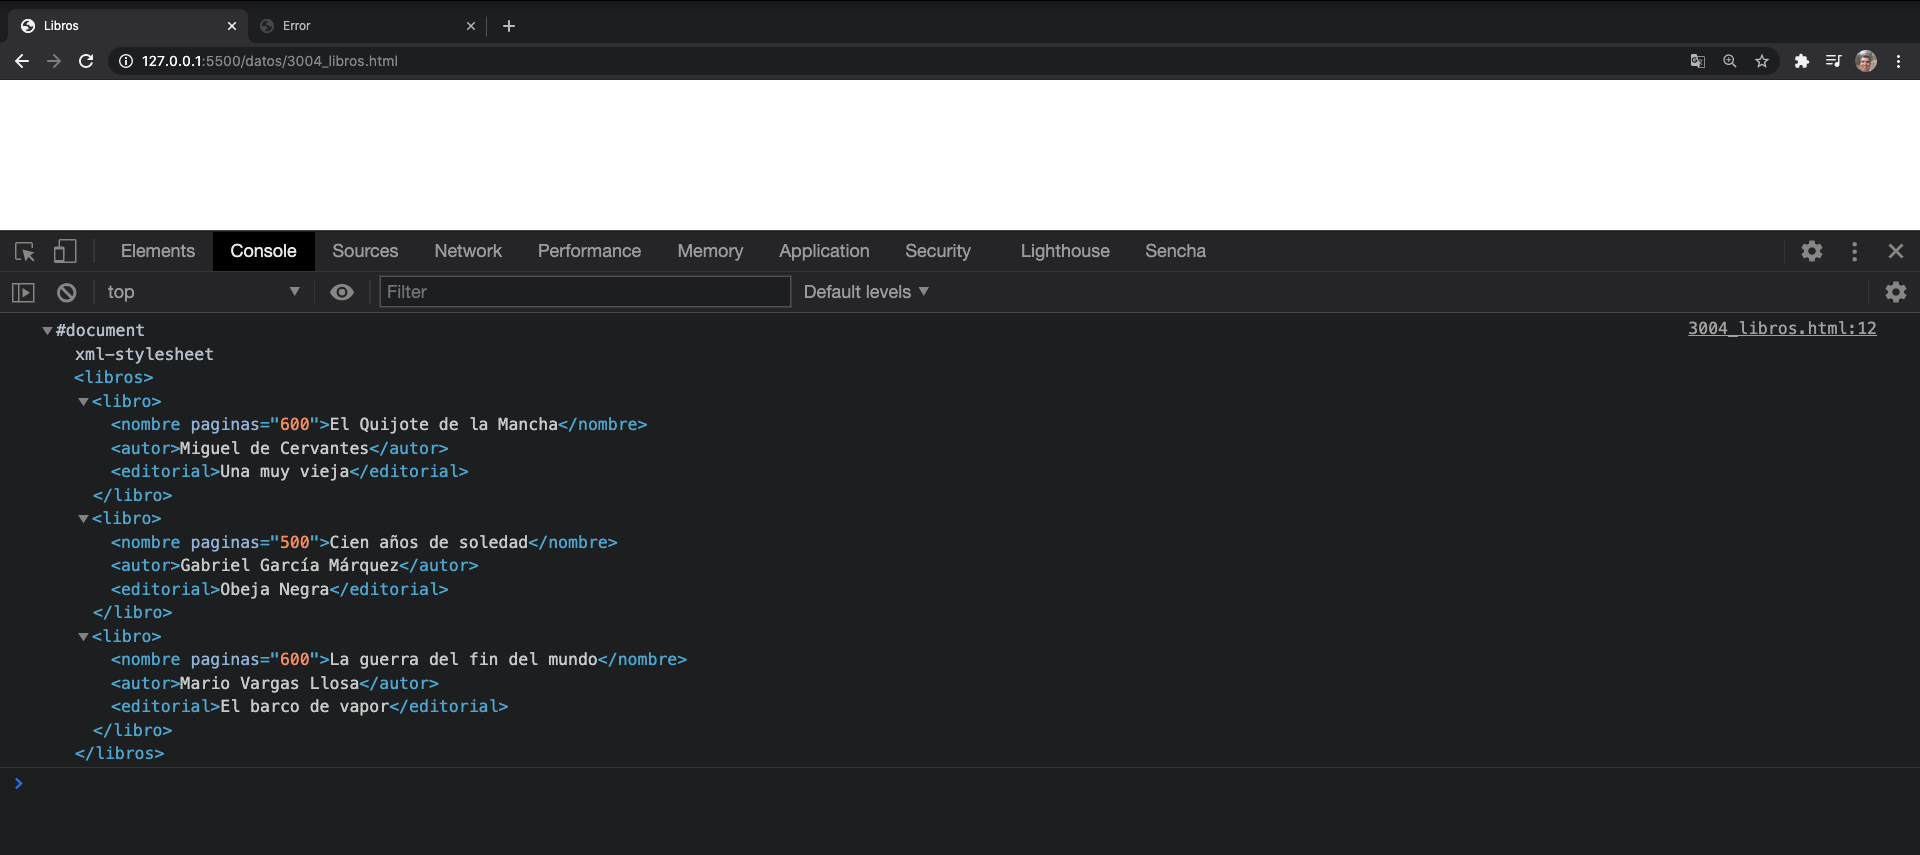 Libros
Error
127.0.0.1:5500/datos/3004_libros.html
Elements Console Sources Network Performance Memory Application Security Lighthouse Sencha
top Filter Default levels
#document 3004_libros.html:12
xml-stylesheet
<libros>
<libro>
<nombre paginas="600">El Quijote de la Mancha</nombre>
<autor>Miguel de Cervantes</autor>
<editorial>Una muy vieja</editorial>
</libro>
<libro>
<nombre paginas="500">Cien años de soledad</nombre>
<autor>Gabriel García Márquez</autor>
<editorial>Obeja Negra</editorial>
</libro>
<libro>
<nombre paginas="600">La guerra del fin del mundo</nombre>
<autor>Mario Vargas Llosa</autor>
<editorial>El barco de vapor</editorial>
</libro>
</libros>